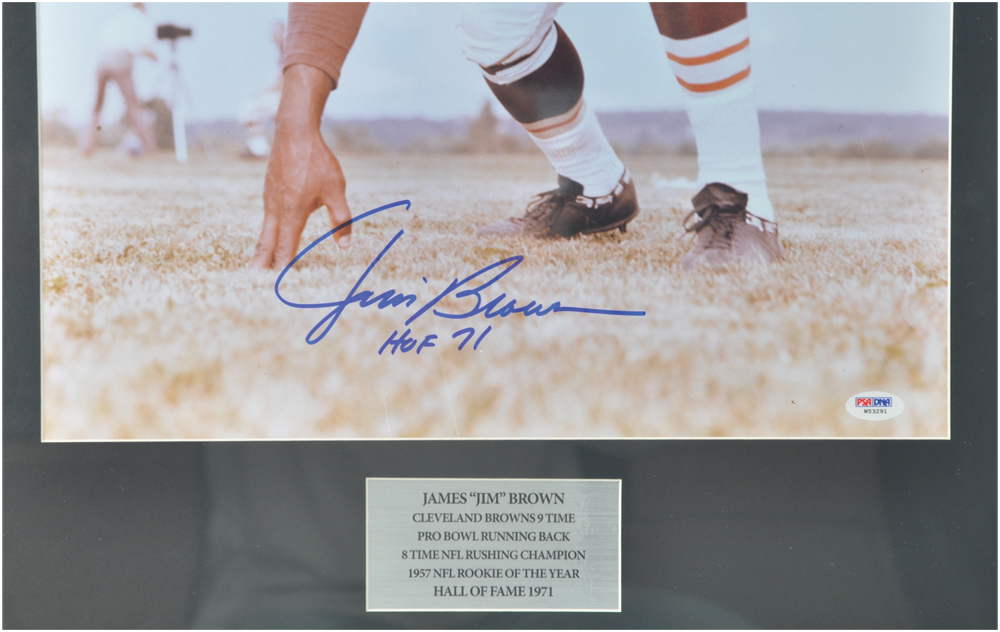 Jim Brown
HOF 71
PSA DNA
W53291
JAMES “JIM” BROWN
CLEVELAND BROWNS 9 TIME
PRO BOWL RUNNING BACK
8 TIME NFL RUSHING CHAMPION
1957 NFL ROOKIE OF THE YEAR
HALL OF FAME 1971